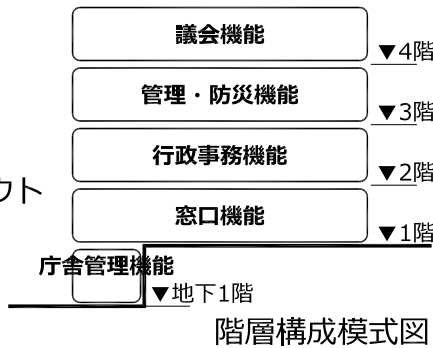 議会機能
▼4階
管理・防災機能
▼3階
行政事務機能
▼2階
ウト
窓口機能
▼1階
庁舎管理機能
▼地下1階
階層構成模式図